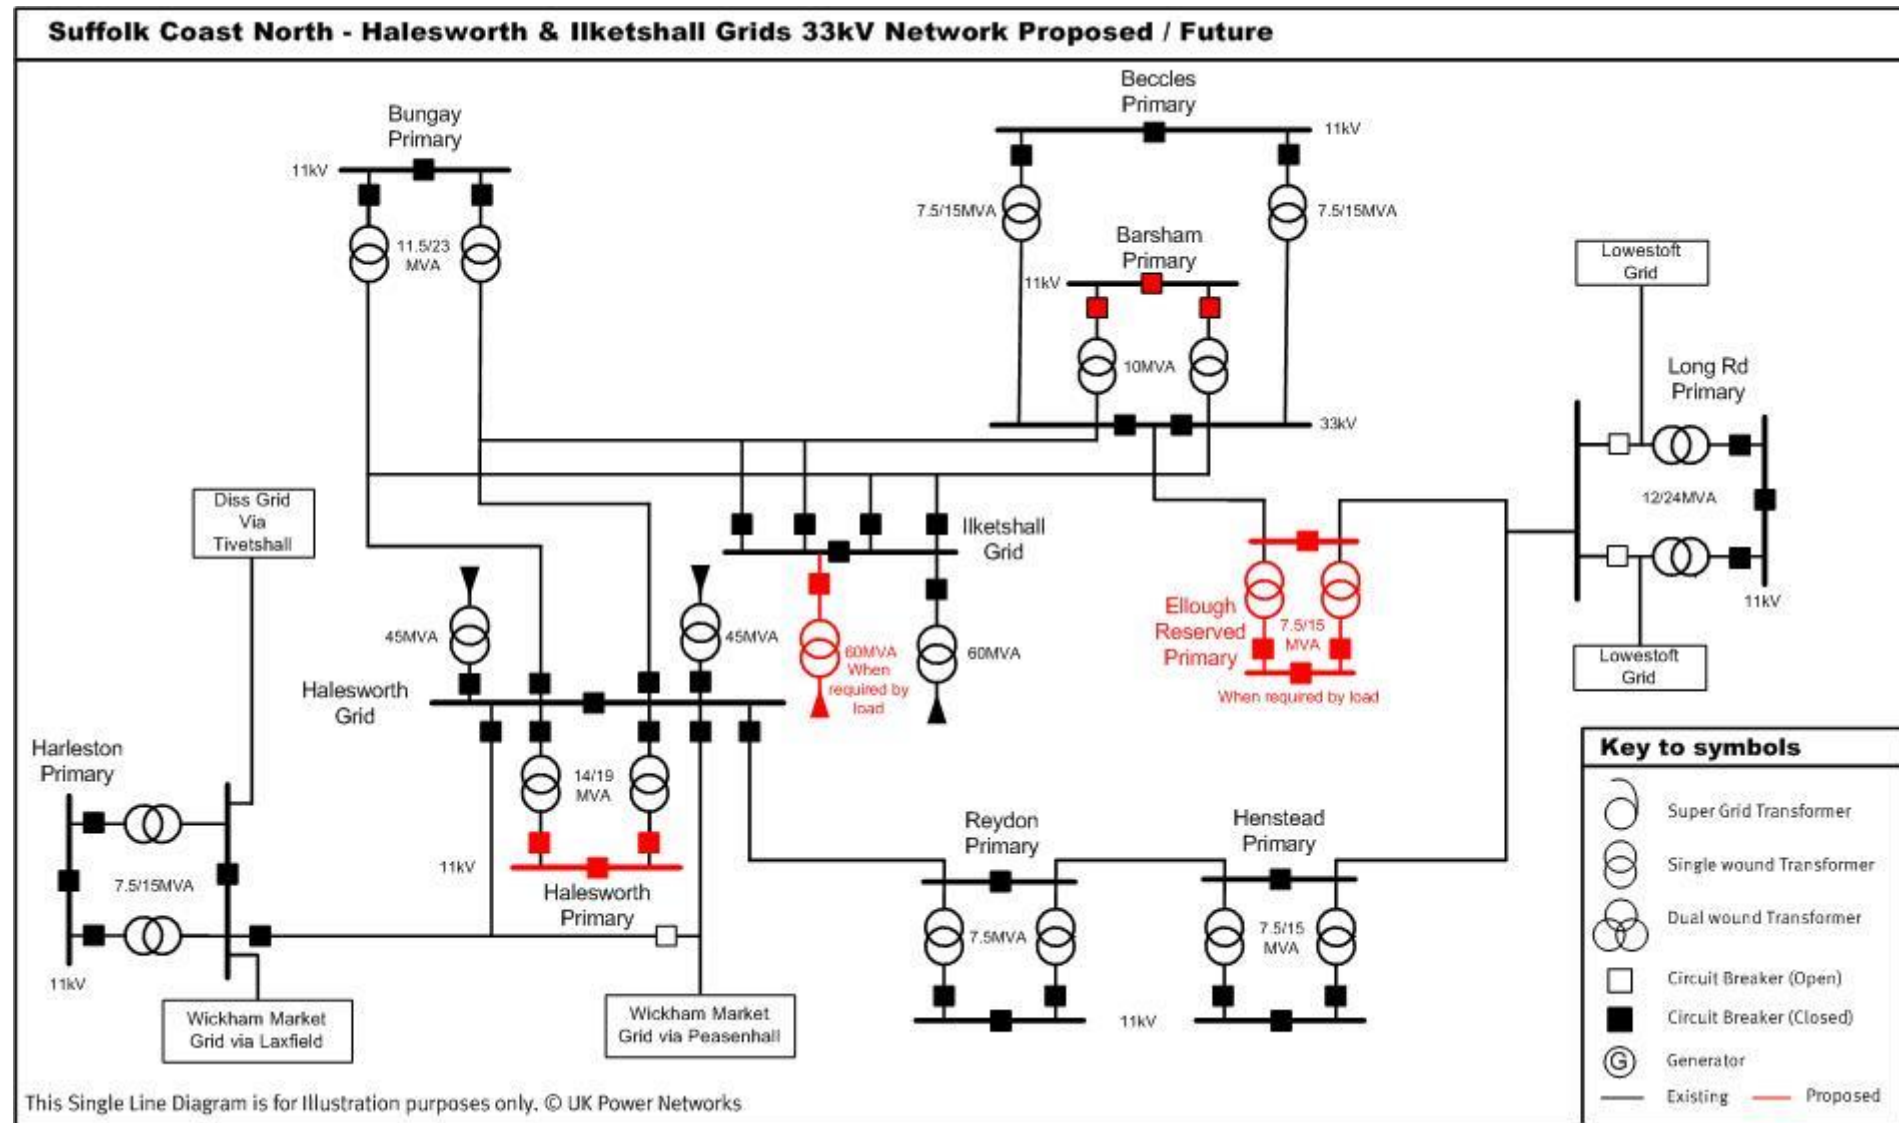 Suffolk Coast North - Halesworth & Ilketshall Grids 33kV Network Proposed / Future
Beccles
Primary
11kV
Bungay
Primary
11kV
7.5/15MVA
7.5/15MVA
11.5/23
MVA
Barsham
Primary
11kV
10MVA
33kV
Lowestoft
Grid
Long Rd
Primary
12/24MVA
11kV
Lowestoft
Grid
Diss Grid
Via
Tivetshall
Ilketshall
Grid
45MVA
45MVA
60MVA
When
required by
load
60MVA
Ellough
Reserved
Primary
7.5/15
MVA
When required by load
Halesworth
Grid
Harleston
Primary
14/19
MVA
11kV
Halesworth
Primary
7.5/15MVA
11kV
Reydon
Primary
7.5MVA
Henstead
Primary
7.5/15
MVA
11kV
Wickham Market
Grid via Laxfield
Wickham Market
Grid via Peasenhall
Key to symbols
Super Grid Transformer
Single wound Transformer
Dual wound Transformer
Circuit Breaker (Open)
Circuit Breaker (Closed)
G Generator
Existing Proposed
This Single Line Diagram is for Illustration purposes only. © UK Power Networks